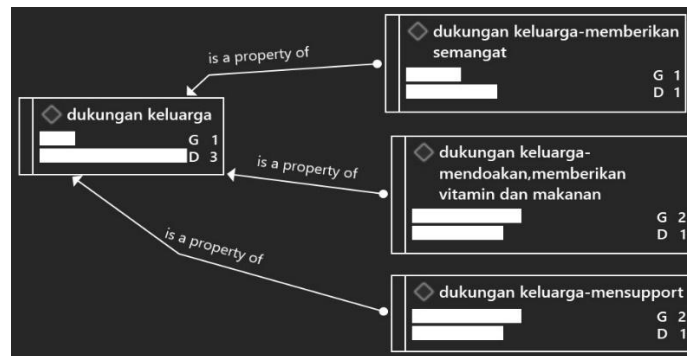 dukungan keluarga-memberikan
semangat
G 1
D 1
is a property of
dukungan keluarga
G 1
D 3
is a property of
dukungan keluarga-
mendoakan,memberikan
vitamin dan makanan
G 2
D 1
is a property of
dukungan keluarga-mensupport
G 2
D 1